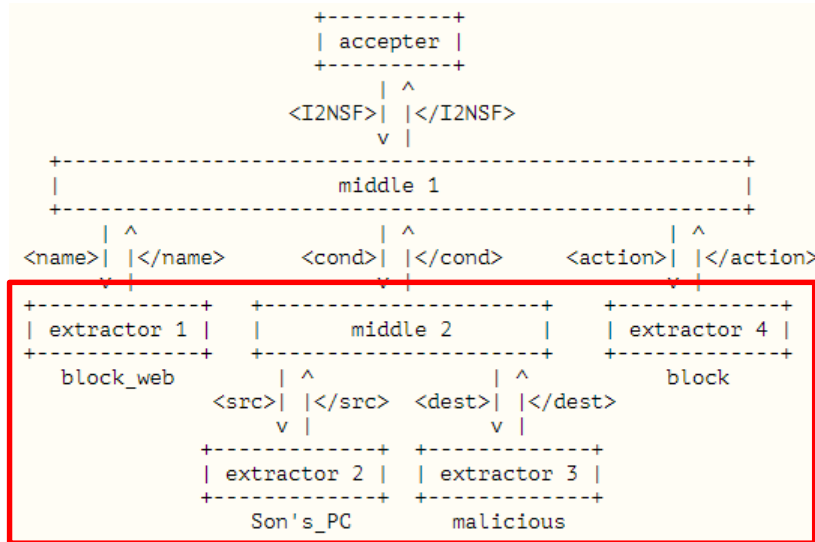 +----------+
| accepter |
+----------+
| ^
<I2NSF>| |</I2NSF>
v |
+------------------------------------------------------+
| middle 1 |
+------------------------------------------------------+
| ^ | ^ | ^
<name>| |</name> <cond>| |</cond> <action>| |</action>
v | v | v |
+-------------+ +----------------------+ +-------------+
| extractor 1 | | middle 2 | | extractor 4 |
+-------------+ +----------------------+ +-------------+
block_web | ^ | ^ block
<src>| |</src> <dest>| |</dest>
v | v |
+-------------+ +-------------+
| extractor 2 | | extractor 3 |
+-------------+ +-------------+
Son's_PC malicious